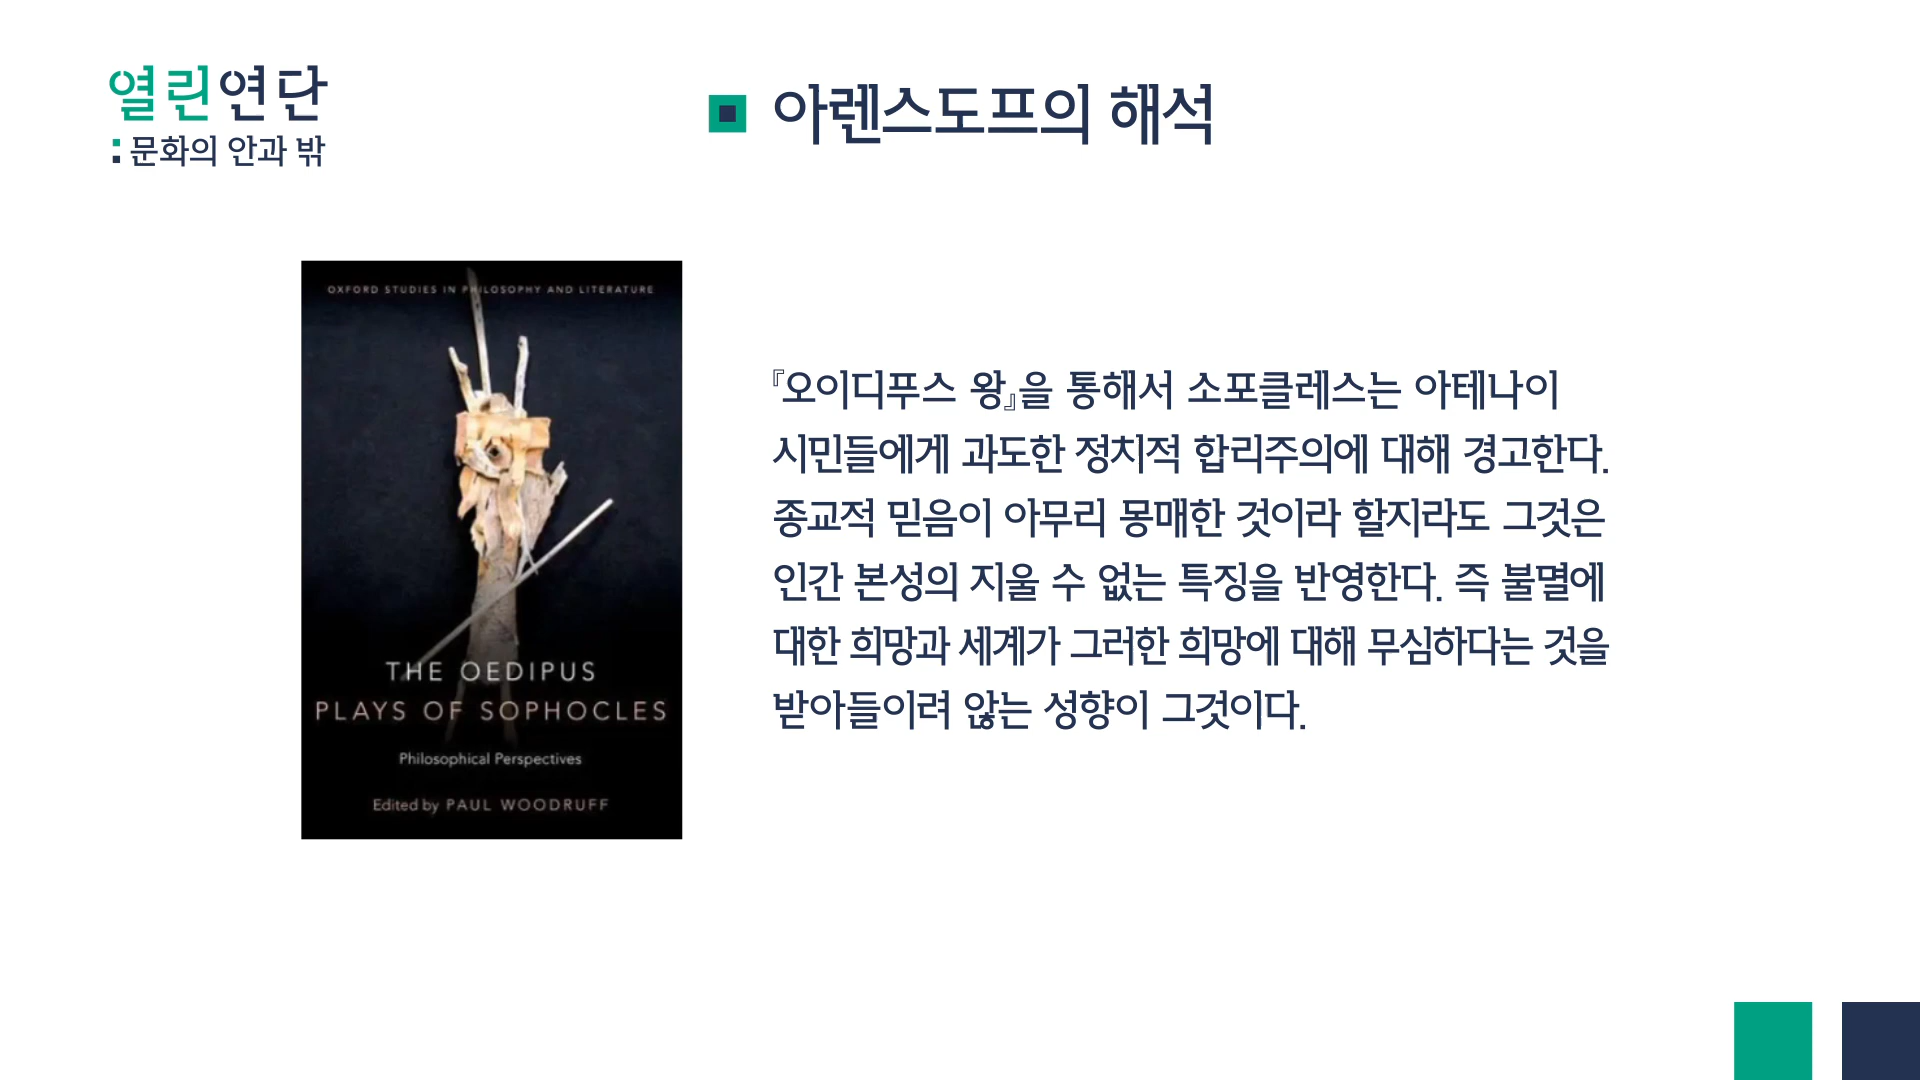 열린연단
:문화의 안과 밖
아렌스도프의 해석
OXFORD STUDIES IN PHILOSOPHY AND LITERATURE
THE OEDIPUS
PLAYS OF SOPHOCLES
Philosophical Perspectives
Edited by PAUL WOODRUFF
『오이디푸스 왕』을 통해서 소포클레스는 아테나이
시민들에게 과도한 정치적 합리주의에 대해 경고한다.
종교적 믿음이 아무리 몽매한 것이라 할지라도 그것은
인간 본성의 지울 수 없는 특징을 반영한다. 즉 불멸에
대한 희망과 세계가 그러한 희망에 대해 무심하다는 것을
받아들이려 않는 성향이 그것이다.